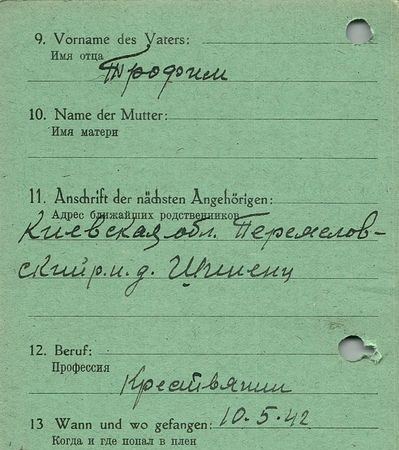 9. Vorname des Vaters:
Имя отца
Трофим
10. Name der Mutter:
Имя матери
11. Anschrift der nächsten Angehörigen:
Адрес ближайших родственников
Киевская обл.
ский р.н. д.
12. Beruf:
Профессия
Крестьянин
13 Wann und wo gefangen: 10.5.42
Когда и где попал в плен